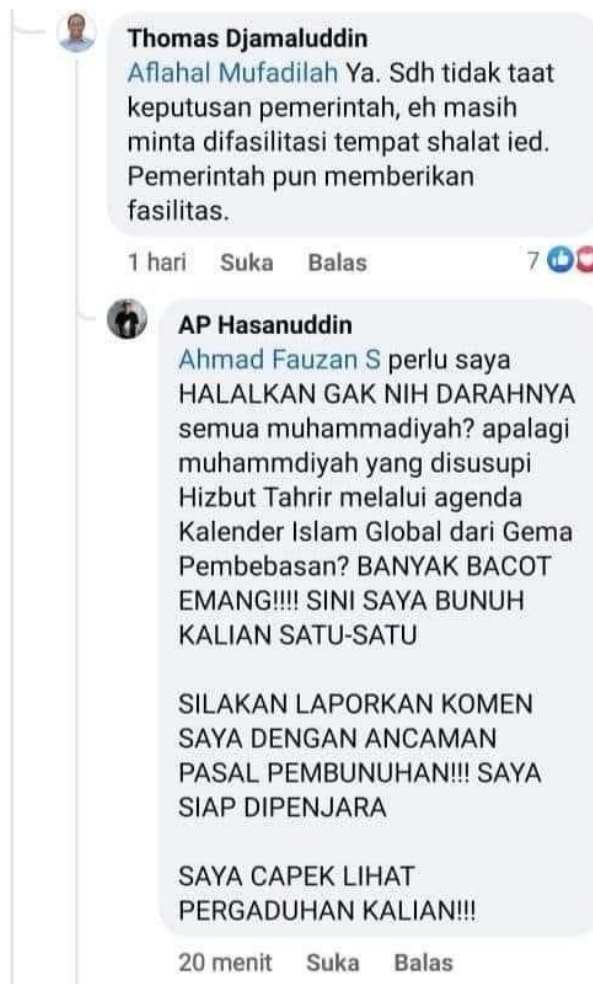 Thomas Djamaluddin
Aflahal Mufadilah Ya. Sdh tidak taat
keputusan pemerintah, eh masih
minta difasilitasi tempat shalat ied.
Pemerintah pun memberikan
fasilitas.
1 hari Suka Balas 7
AP Hasanuddin
Ahmad Fauzan S perlu saya
HALALKAN GAK NIH DARAHNYA
semua muhammadiyah? apalagi
muhammdiyah yang disusupi
Hizbut Tahrir melalui agenda
Kalender Islam Global dari Gema
Pembebasan? BANYAK BACOT
EMANG!!!! SINI SAYA BUNUH
KALIAN SATU-SATU
SILAKAN LAPORKAN KOMEN
SAYA DENGAN ANCAMAN
PASAL PEMBUNUHAN!!! SAYA
SIAP DIPENJARA
SAYA CAPEK LIHAT
PERGADUHAN KALIAN!!!
20 menit Suka Balas